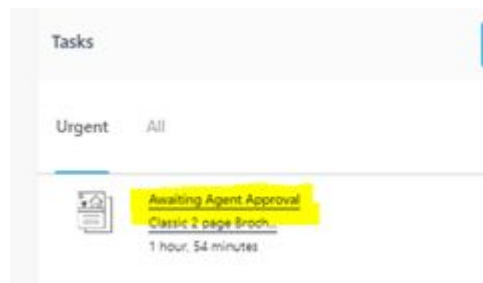 Tasks
Urgent All
Awaiting Agent Approval
Classic 2 page Broch...
1 hour, 54 minutes